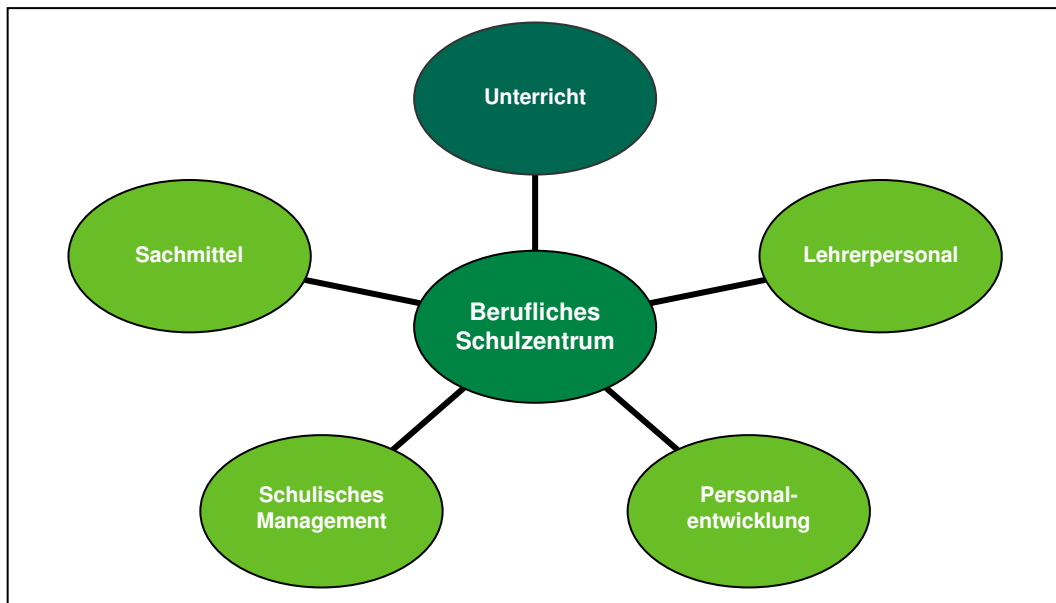 Unterricht
Sachmittel
Lehrerpersonal
Berufliches
Schulzentrum
Schulisches
Management
Personal-
entwicklung